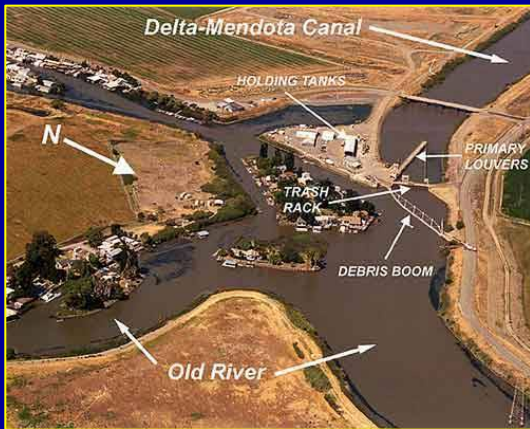 Delta-Mendota Canal
HOLDING TANKS
N
PRIMARY
LOUVERS
TRASH
RACK
DEBRIS BOOM
Old River